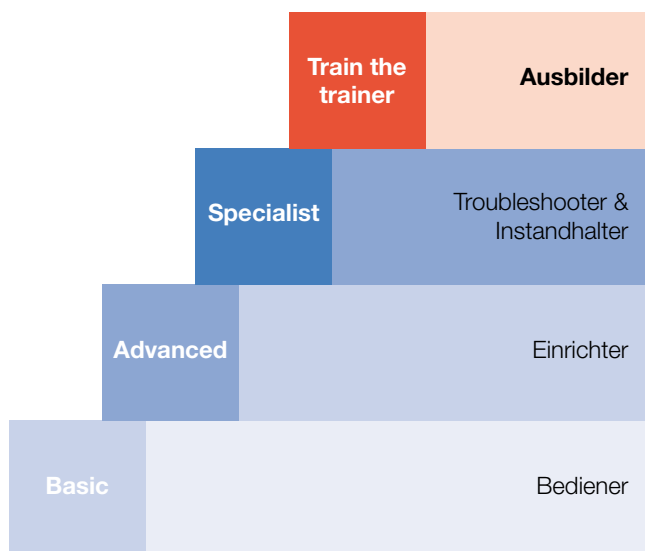 Train the
trainer
Ausbilder
Specialist
Troubleshooter &
Instandhalter
Advanced
Einrichter
Basic
Bediener